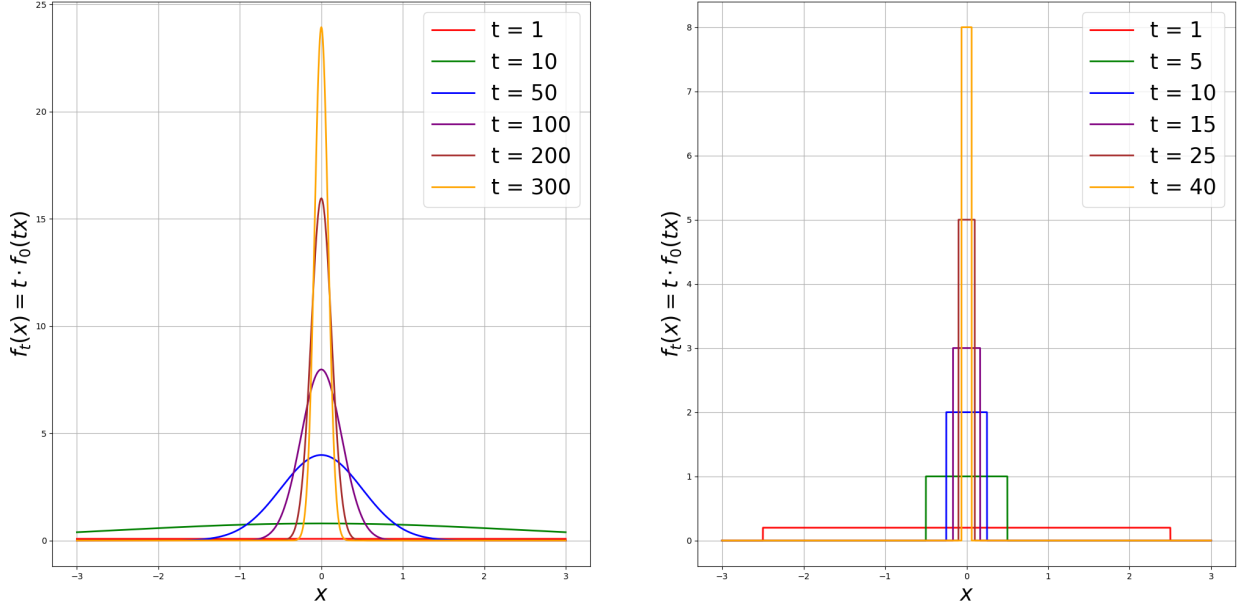 f_t(x) = t · f_0(tx)
25
20
15
10
5
0
−3
−2
−1
0
1
2
3
x
t = 1
t = 10
t = 50
t = 100
t = 200
t = 300
f_t(x) = t · f_0(tx)
8
7
6
5
4
3
2
1
0
−3
−2
−1
0
1
2
3
x
t = 1
t = 5
t = 10
t = 15
t = 25
t = 40